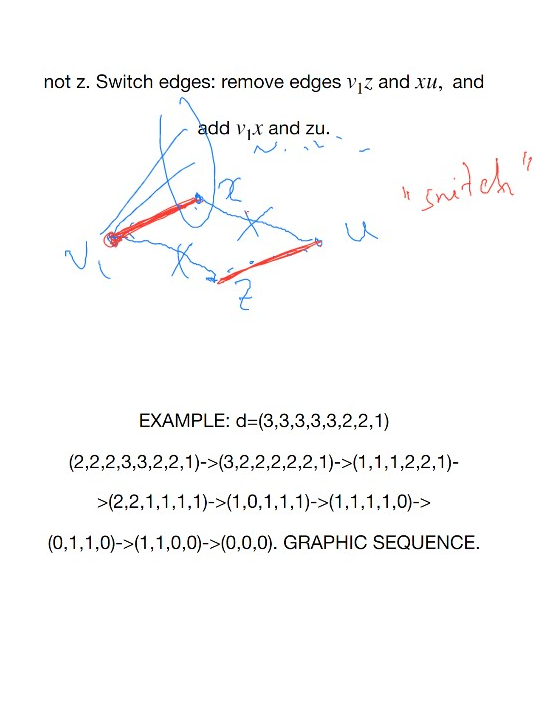 not z. Switch edges: remove edges v₁z and xu, and
add v₁x and zu.
x
"switch"
u
v₁
z
EXAMPLE: d=(3,3,3,3,3,2,2,1)
(2,2,2,3,3,2,2,1)->(3,2,2,2,2,2,1)->(1,1,1,2,2,1)-
>(2,2,1,1,1,1)->(1,0,1,1,1)->(1,1,1,1,0)->
(0,1,1,0)->(1,1,0,0)->(0,0,0). GRAPHIC SEQUENCE.